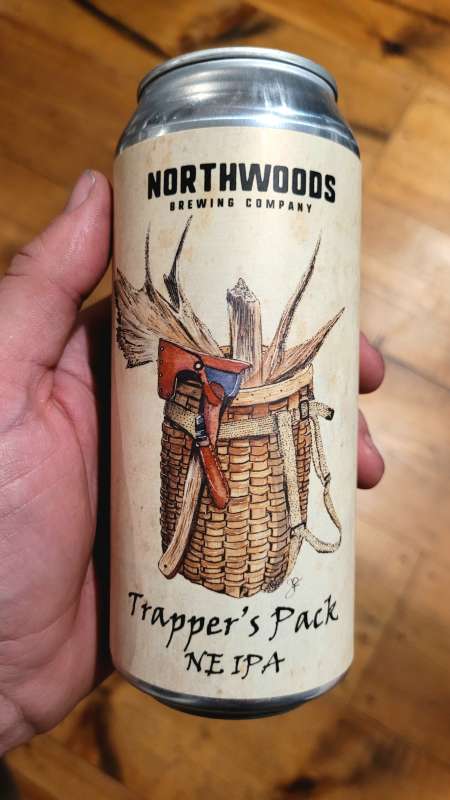 NORTHWOODS
BREWING COMPANY
Trapper's Pack
NE IPA